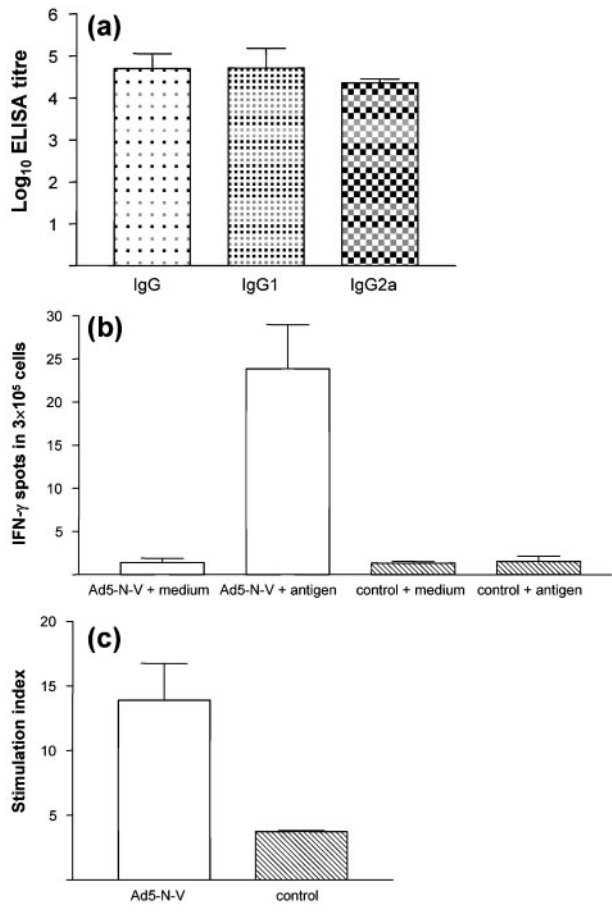 (a)
Log₁₀ ELISA titre
6
5
4
3
2
1
IgG IgG1 IgG2a
(b)
IFN-γ spots in 3×10⁵ cells
30
25
20
15
10
5
Ad5-N-V + medium Ad5-N-V + antigen control + medium control + antigen
(c)
Stimulation index
20
15
10
5
Ad5-N-V control